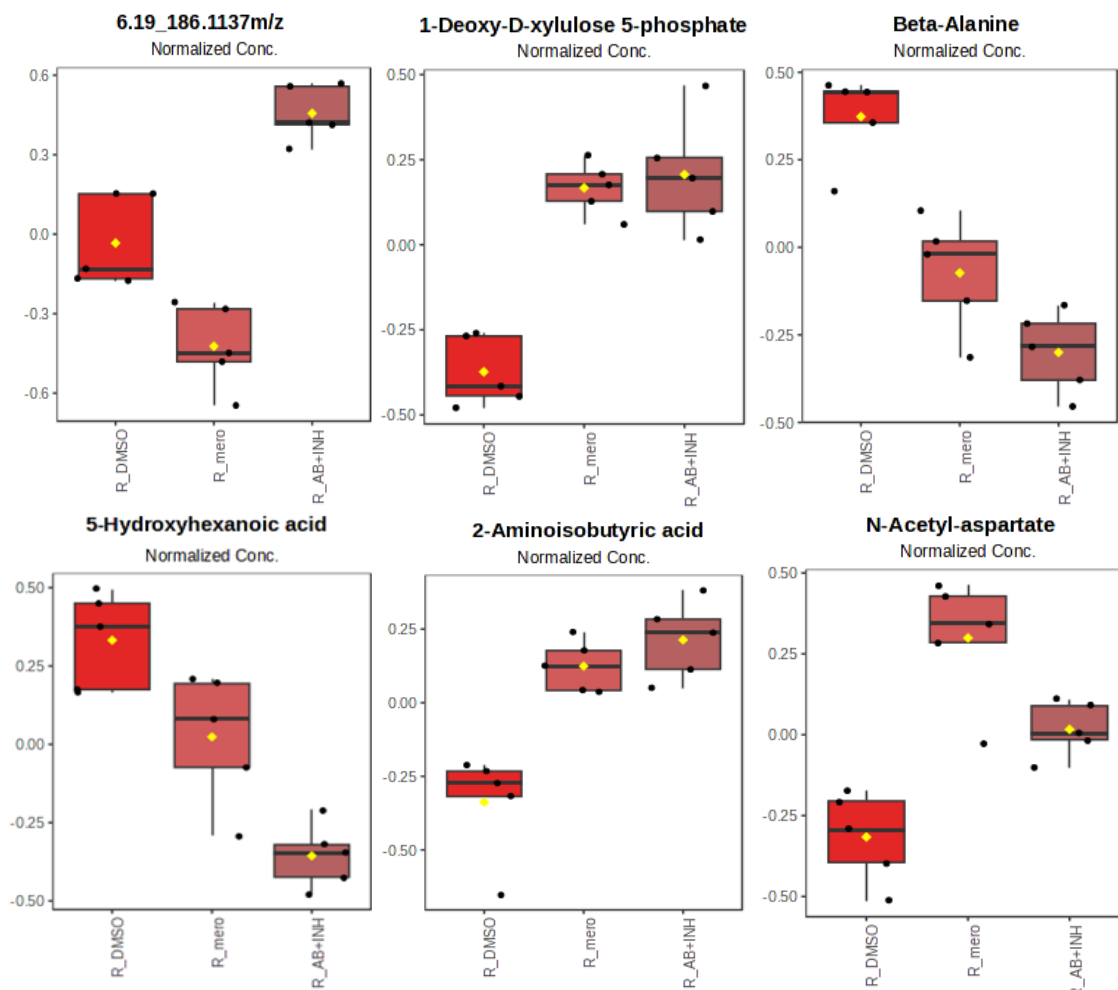 6.19_186.1137m/z
Normalized Conc.
0.6
0.3
0.0
-0.3
-0.6
R_DMSO
R_mero
R_AB+INH
1-Deoxy-D-xylulose 5-phosphate
Normalized Conc.
0.50
0.25
0.00
-0.25
-0.50
R_DMSO
R_mero
R_AB+INH
Beta-Alanine
Normalized Conc.
0.50
0.25
0.00
-0.25
-0.50
R_DMSO
R_mero
R_AB+INH
5-Hydroxyhexanoic acid
Normalized Conc.
0.50
0.25
0.00
-0.25
-0.50
R_DMSO
R_mero
R_AB+INH
2-Aminoisobutyric acid
Normalized Conc.
0.25
0.00
-0.25
-0.50
R_DMSO
R_mero
R_AB+INH
N-Acetyl-aspartate
Normalized Conc.
0.50
0.25
0.00
-0.25
-0.50
R_DMSO
R_mero
R_AB+INH